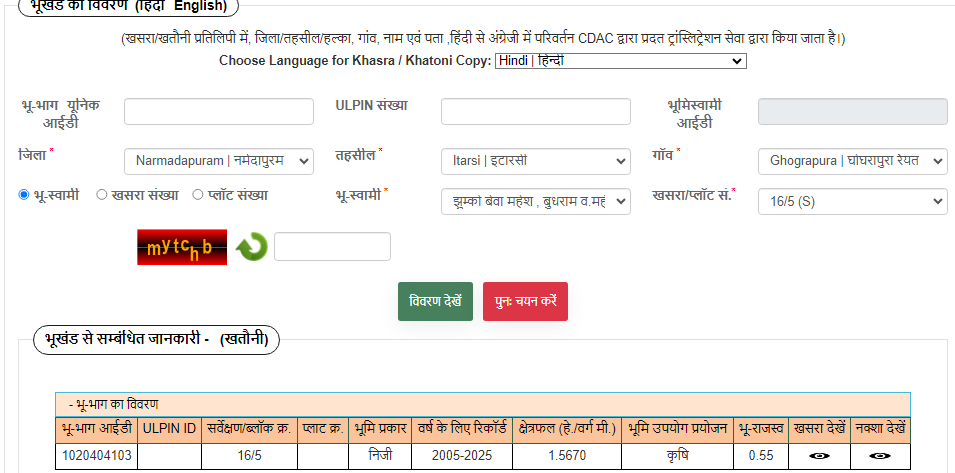 भूखंड का विवरण (हिंदी English)
(खसरा/खतौनी प्रतिलिपी में, जिला/तहसील/हल्का, गांव, नाम एवं पता ,हिंदी से अंग्रेजी में परिवर्तन CDAC द्वारा प्रदत ट्रांस्लिट्रेशन सेवा द्वारा किया जाता है।)
Choose Language for Khasra / Khatoni Copy: Hindi | हिन्दी
भू-भाग यूनिक आईडी
ULPIN संख्या
भूमिस्वामी आईडी
जिला * Narmadapuram | नर्मदापुरम
तहसील * Itarsi | इटारसी
गाँव * Ghograpura | घोघरापुरा रैयत
भू-स्वामी खसरा संख्या प्लॉट संख्या
भू-स्वामी * झुम्को बेवा महेश , बुधराम व.महे
खसरा/प्लॉट सं.* 16/5 (S)
mytchb
विवरण देखें पुनः चयन करें
भूखंड से सम्बंधित जानकारी - (खतौनी)
- भू-भाग का विवरण
भू-भाग आईडी ULPIN ID सर्वेक्षण/ब्लॉक क्र. प्लाट क्र. भूमि प्रकार वर्ष के लिए रिकॉर्ड क्षेत्रफल (हे./वर्ग मी.) भूमि उपयोग प्रयोजन भू-राजस्व खसरा देखें नक्शा देखें
1020404103 16/5 निजी 2005-2025 1.5670 कृषि 0.55